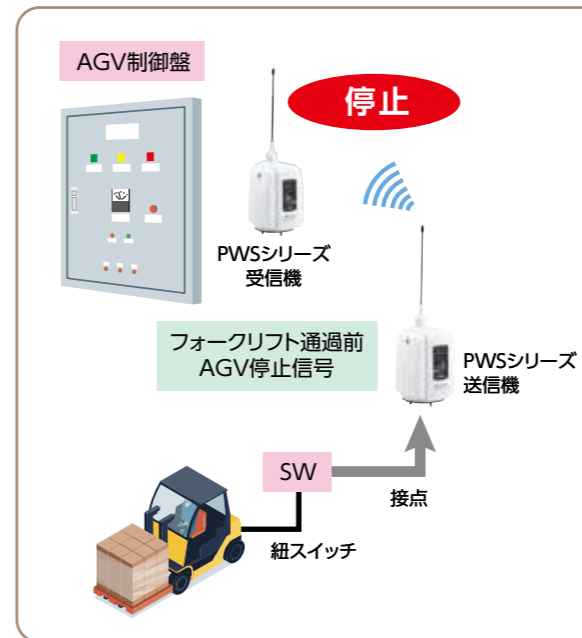 AGV制御盤
停止
PWSシリーズ
受信機
フォークリフト通過前
AGV停止信号
PWSシリーズ
送信機
SW
接点
紐スイッチ